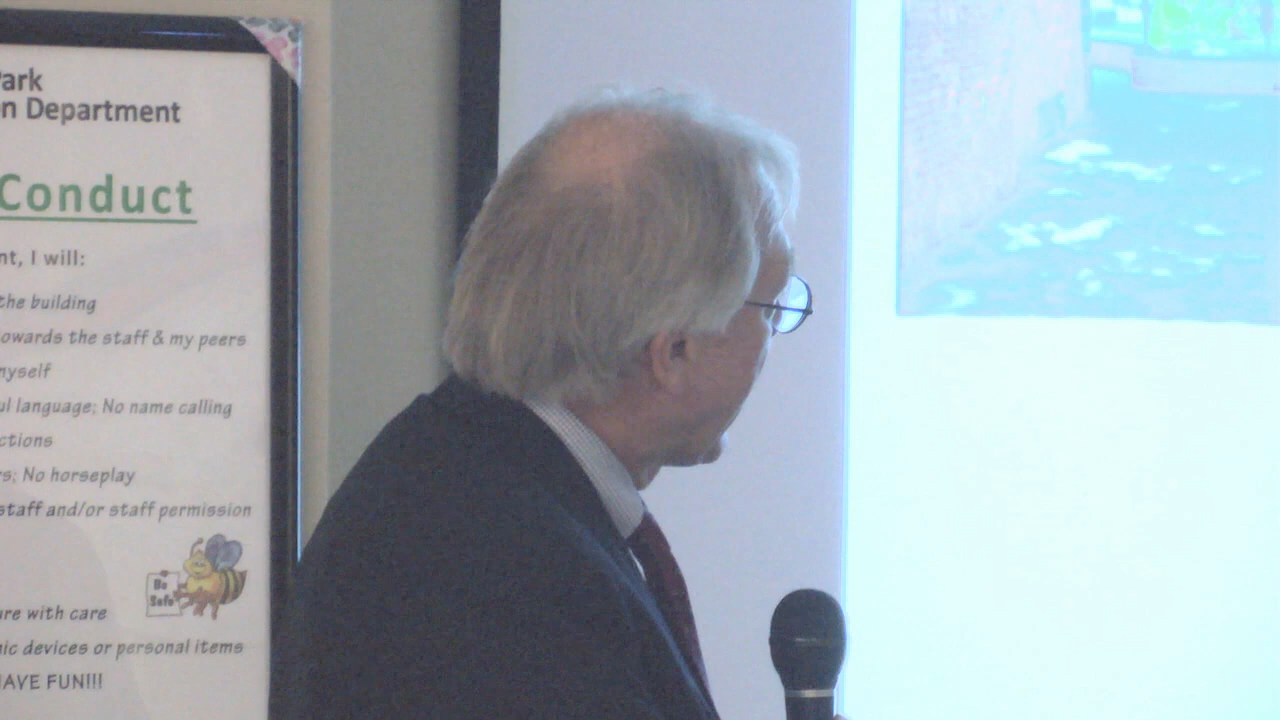 ark
n Department
Conduct
nt, I will:
the building
owards the staff & my peers
myself
ul language; No name calling
ctions
s; No horseplay
staff and/or staff permission
Be
Safe
ure with care
nic devices or personal items
HAVE FUN!!!